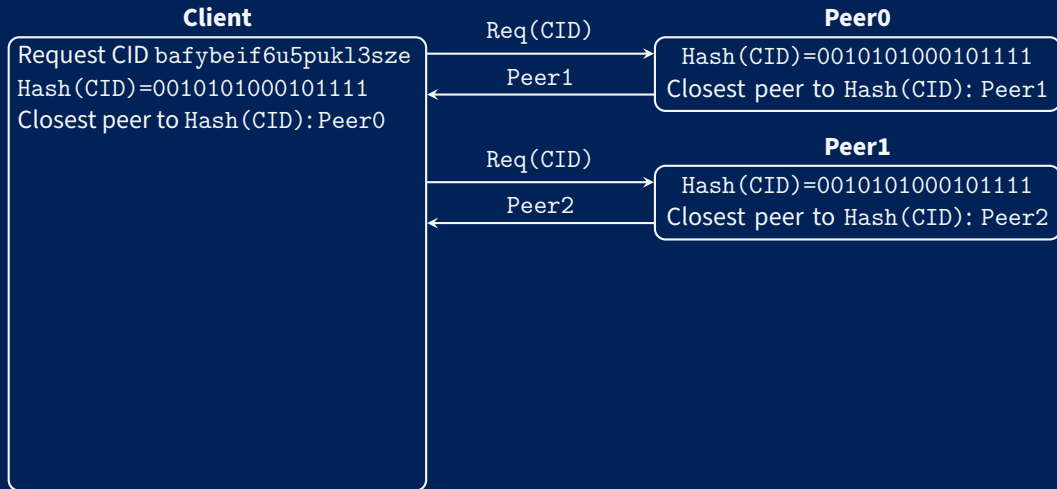 Client
Request CID bafybeif6u5pukl3sze
Hash(CID)=0010101000101111
Closest peer to Hash(CID): Peer0
Req(CID)
Peer1
Peer0
Hash(CID)=0010101000101111
Closest peer to Hash(CID): Peer1
Req(CID)
Peer2
Peer1
Hash(CID)=0010101000101111
Closest peer to Hash(CID): Peer2